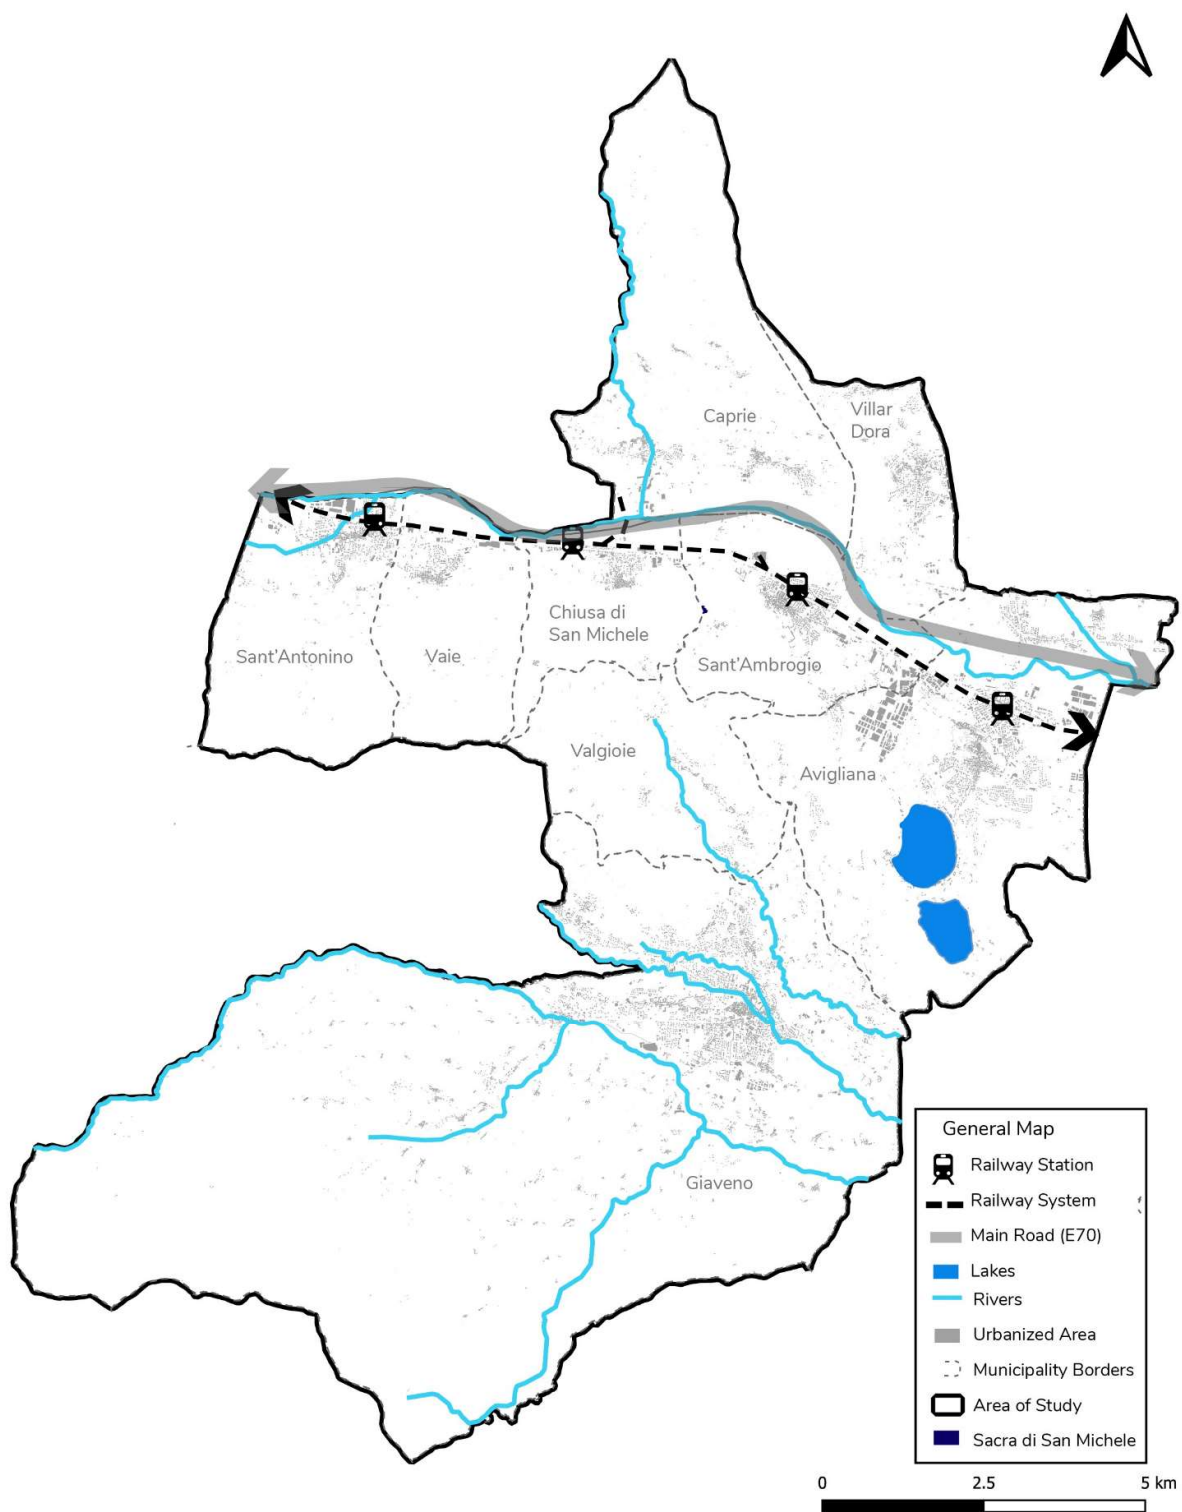 Caprie
Villar
Dora
Chiusa di
San Michele
Sant'Antonino
Vaie
Sant'Ambrogio
Valgioie
Avigliana
Giaveno
General Map
Railway Station
Railway System
Main Road (E70)
Lakes
Rivers
Urbanized Area
Municipality Borders
Area of Study
Sacra di San Michele
0 2.5 5 km